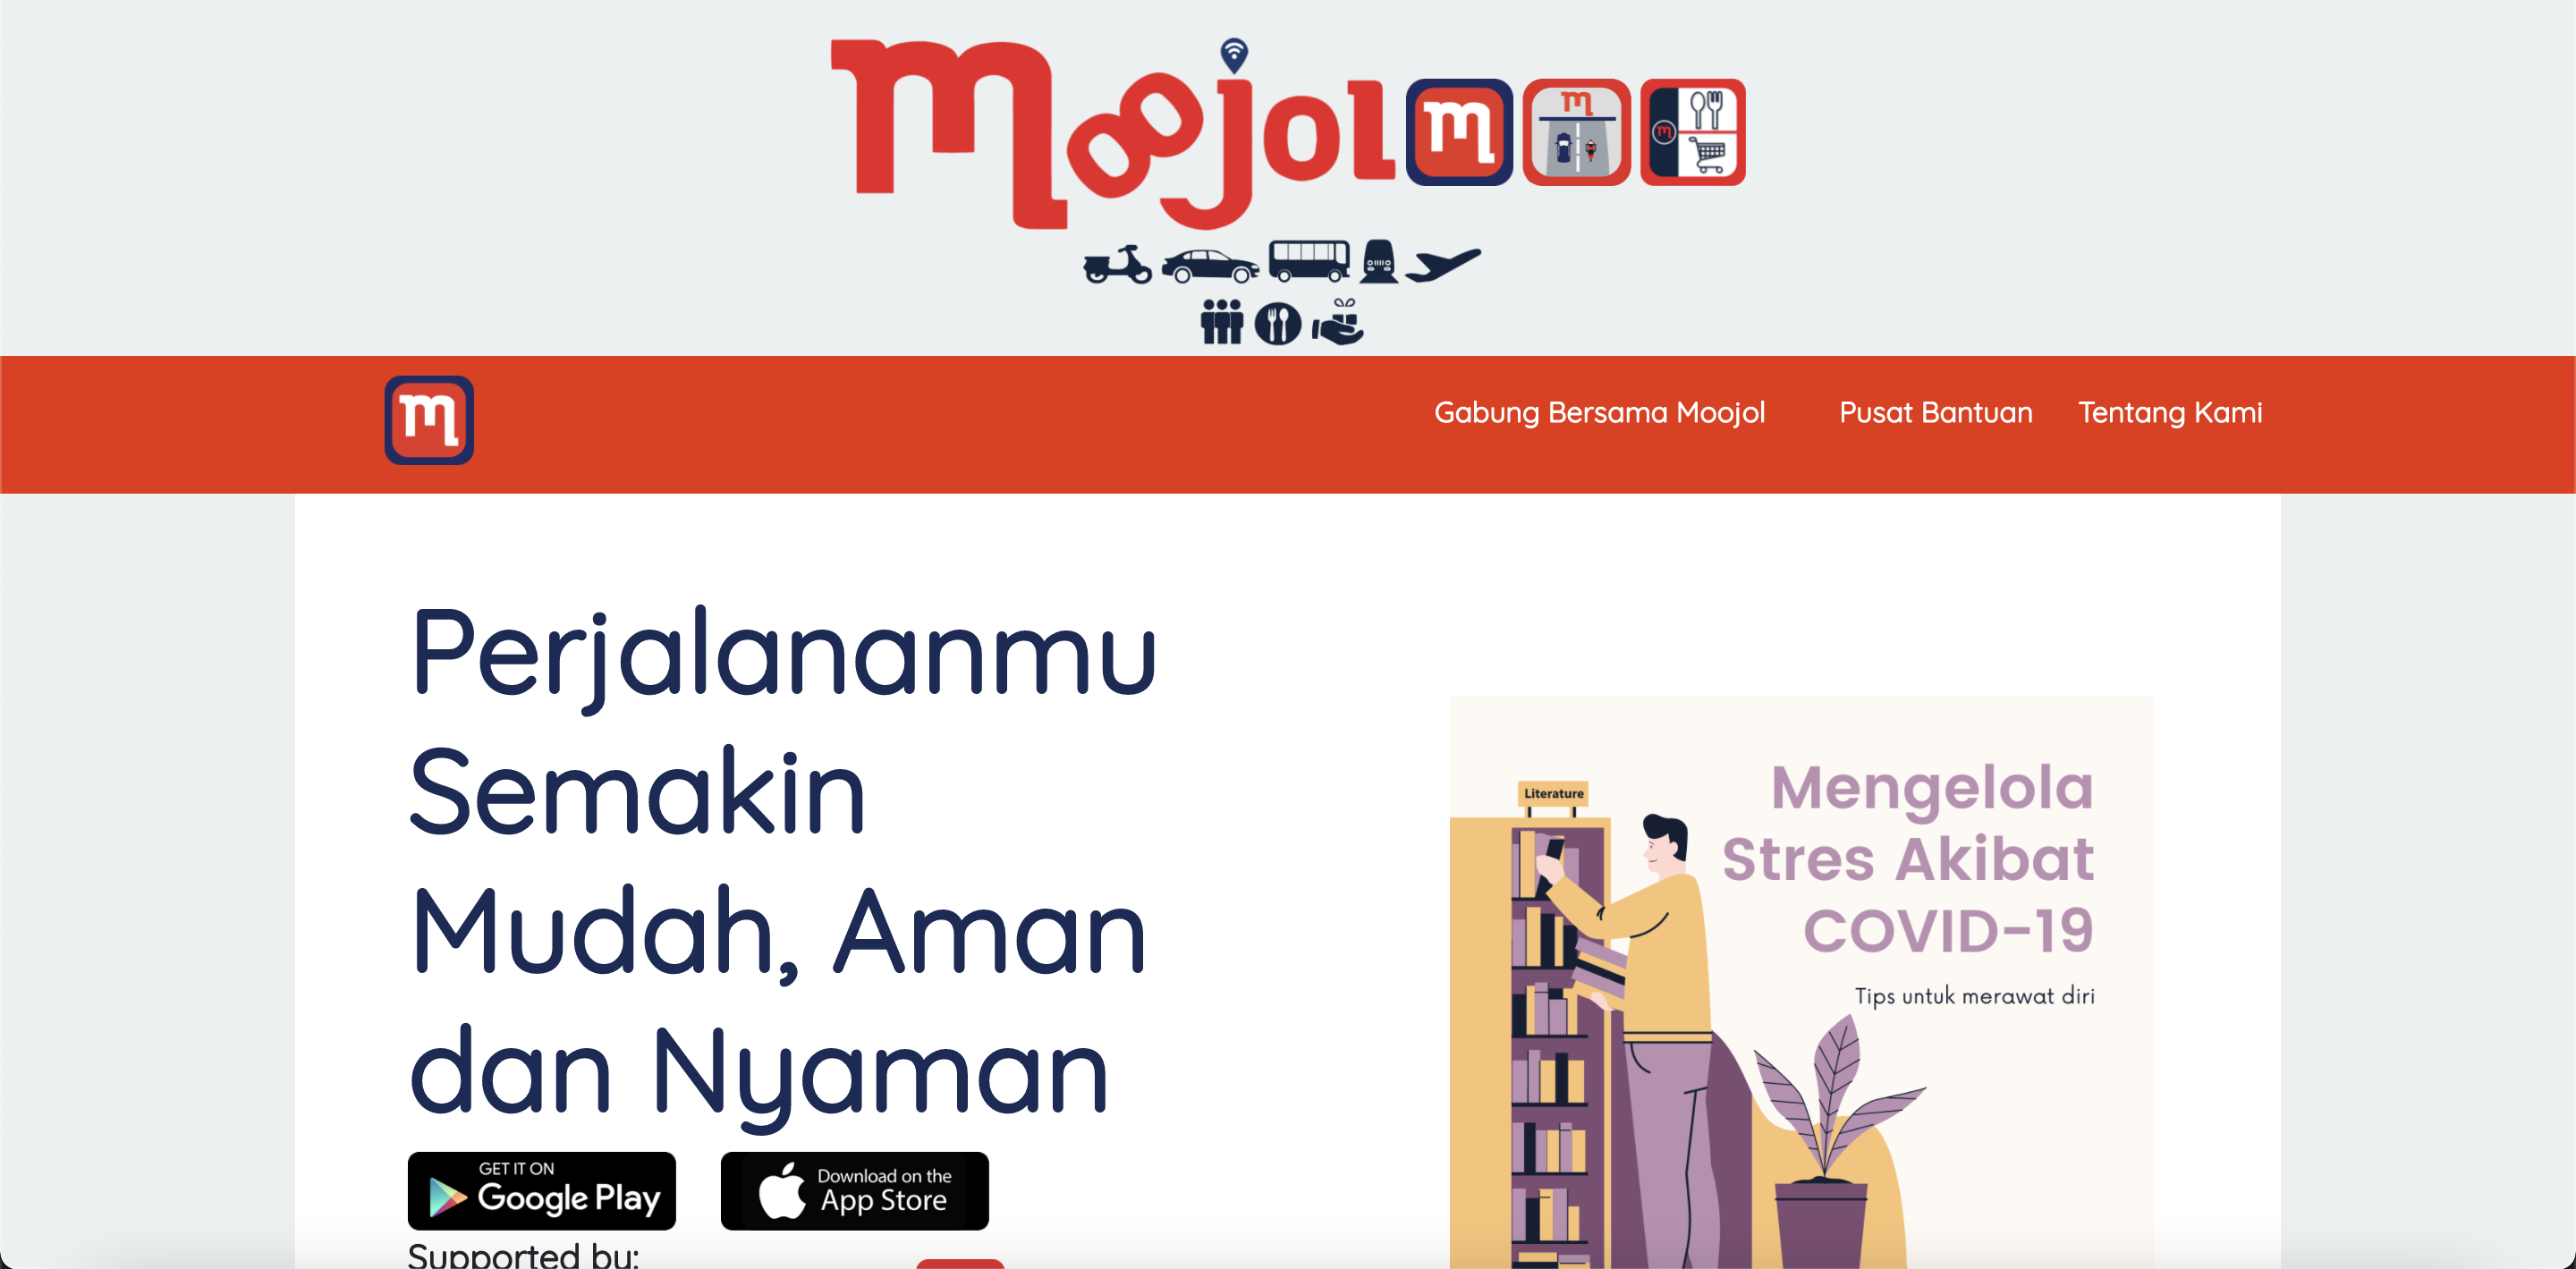 moojol
m
m
m
m
Gabung Bersama Moojol
Pusat Bantuan
Tentang Kami
Perjalananmu
Semakin
Mudah, Aman
dan Nyaman
GET IT ON
Google Play
Download on the
App Store
Supported by:
Literature
Mengelola
Stres Akibat
COVID-19
Tips untuk merawat diri